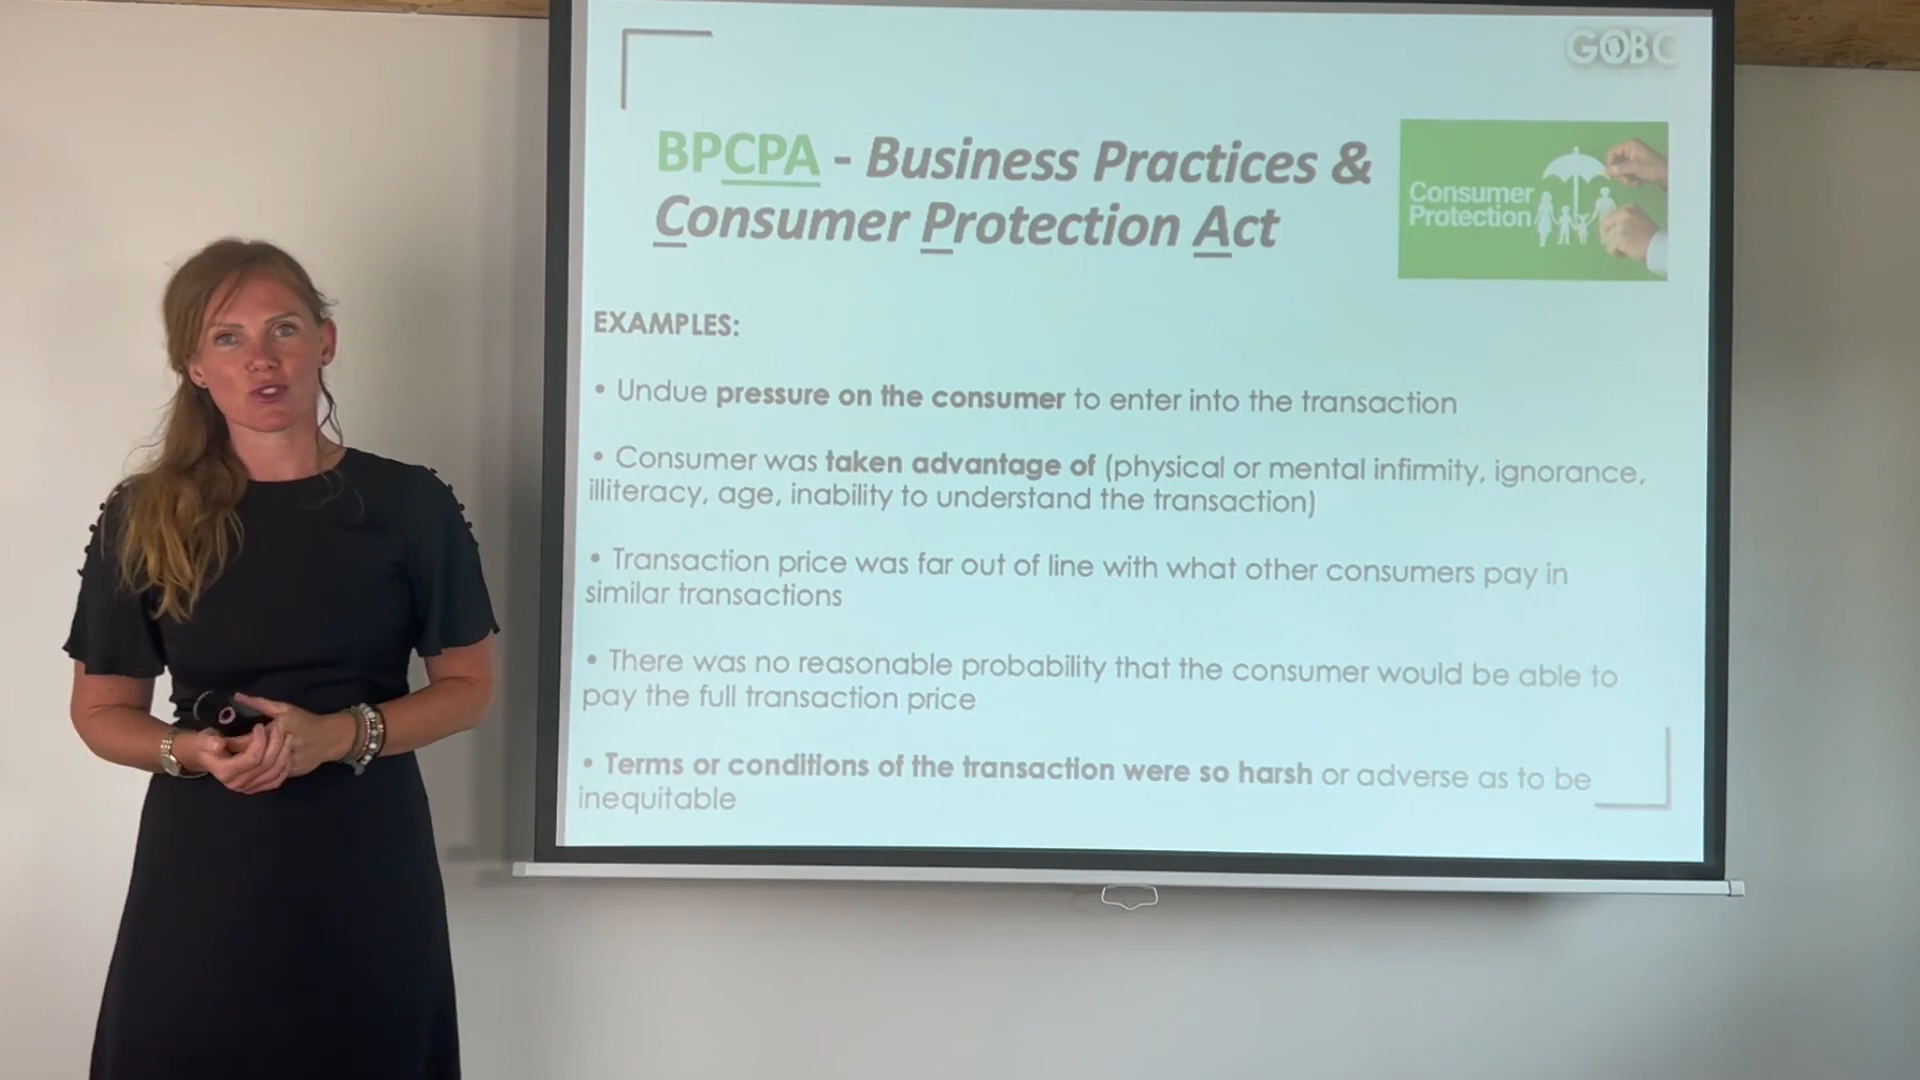 GOBC
BPCPA - Business Practices &
Consumer Protection Act
Consumer
Protection
EXAMPLES:
• Undue pressure on the consumer to enter into the transaction
• Consumer was taken advantage of (physical or mental infirmity, ignorance,
illiteracy, age, inability to understand the transaction)
• Transaction price was far out of line with what other consumers pay in
similar transactions
• There was no reasonable probability that the consumer would be able to
pay the full transaction price
• Terms or conditions of the transaction were so harsh or adverse as to be
inequitable